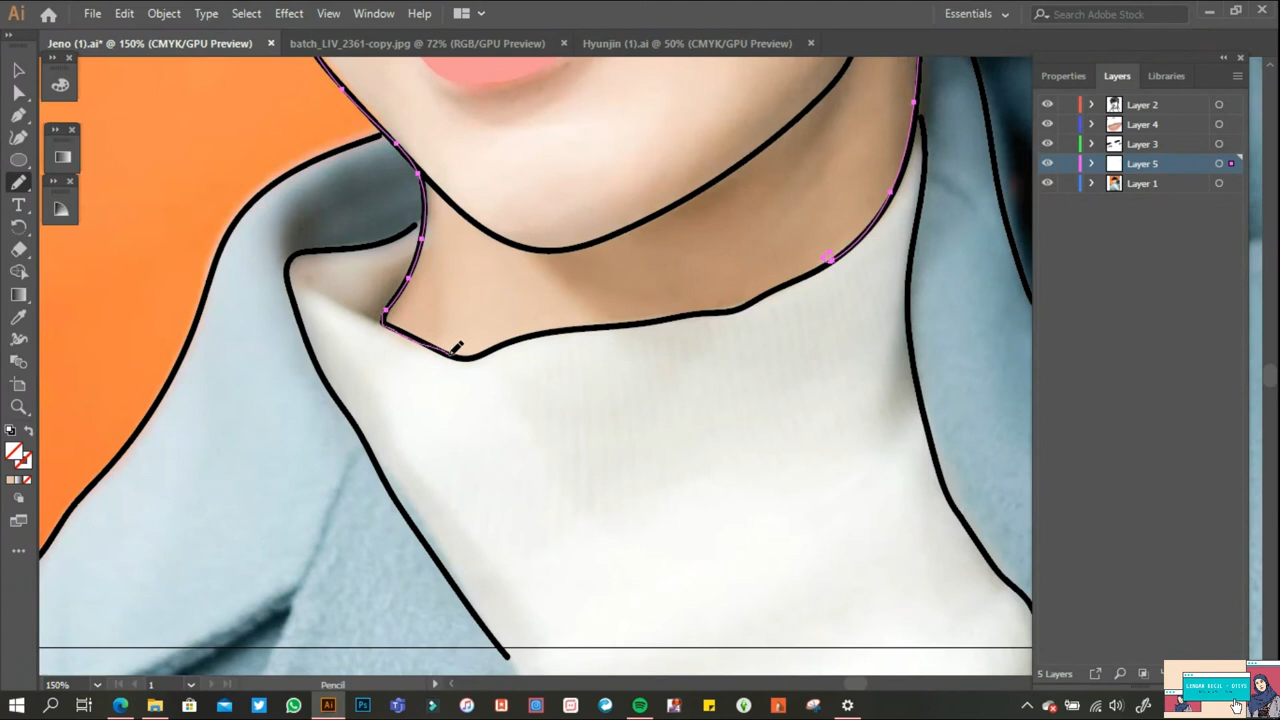 Ai
File Edit Object Type Select Effect View Window Help
Essentials
Search Adobe Stock
Jeno (1).ai* @ 150% (CMYK/GPU Preview)
batch_LIV_2361-copy.jpg @ 72% (RGB/GPU Preview)
Hyunjin (1).ai @ 50% (CMYK/GPU Preview)
Properties Layers Libraries
Layer 2
Layer 4
Layer 3
Layer 5
Layer 1
5 Layers
150%
1
Pencil
Ai
Ps